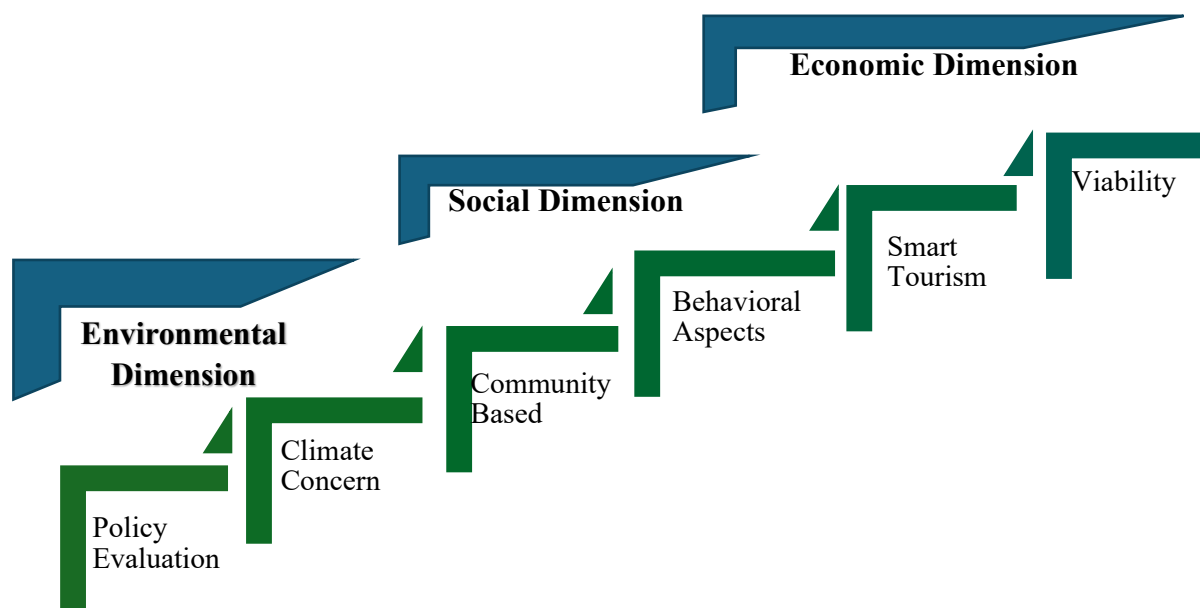 Economic Dimension
Social Dimension
Environmental
Dimension
Viability
Smart
Tourism
Behavioral
Aspects
Community
Based
Climate
Concern
Policy
Evaluation